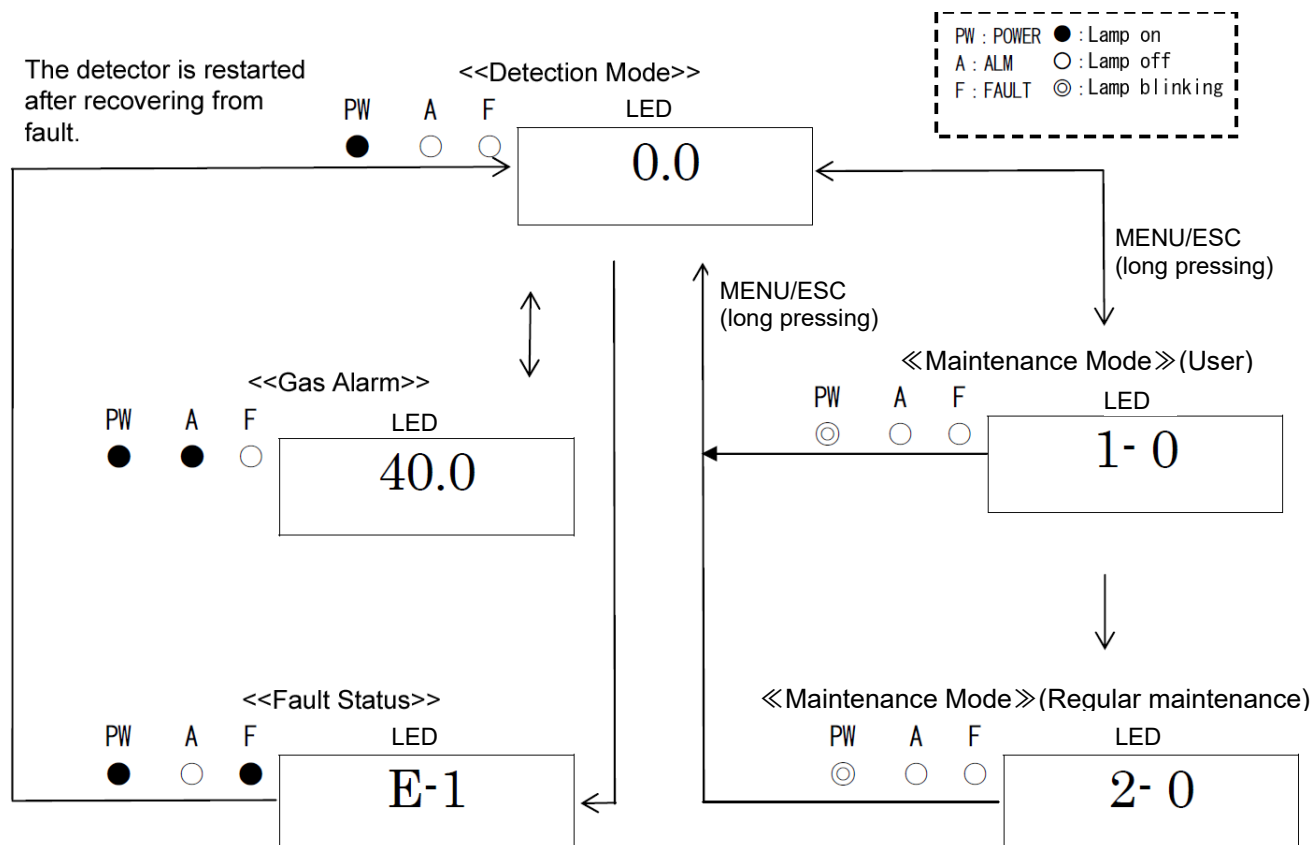 PW : POWER ● : Lamp on
A : ALM ○ : Lamp off
F : FAULT ◎ : Lamp blinking
The detector is restarted
after recovering from
fault.
<<Detection Mode>>
PW A F LED
0.0
MENU/ESC
(long pressing)
MENU/ESC
(long pressing)
<<Gas Alarm>>
PW A F LED
40.0
≪Maintenance Mode≫(User)
PW A F LED
1- 0
<<Fault Status>>
PW A F LED
E-1
≪Maintenance Mode≫(Regular maintenance)
PW A F LED
2- 0